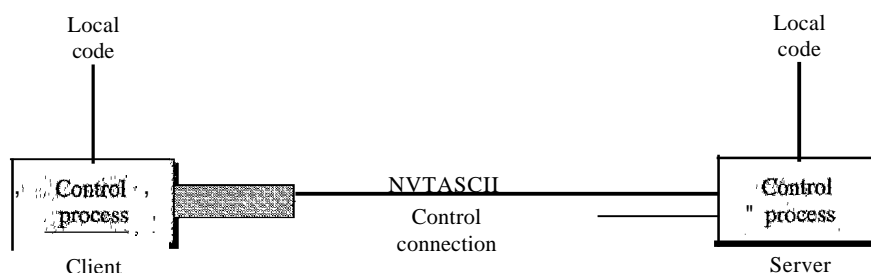 Local
code
Local
code
Control
process
NVTASCII
Control
connection
Control
process
Client
Server